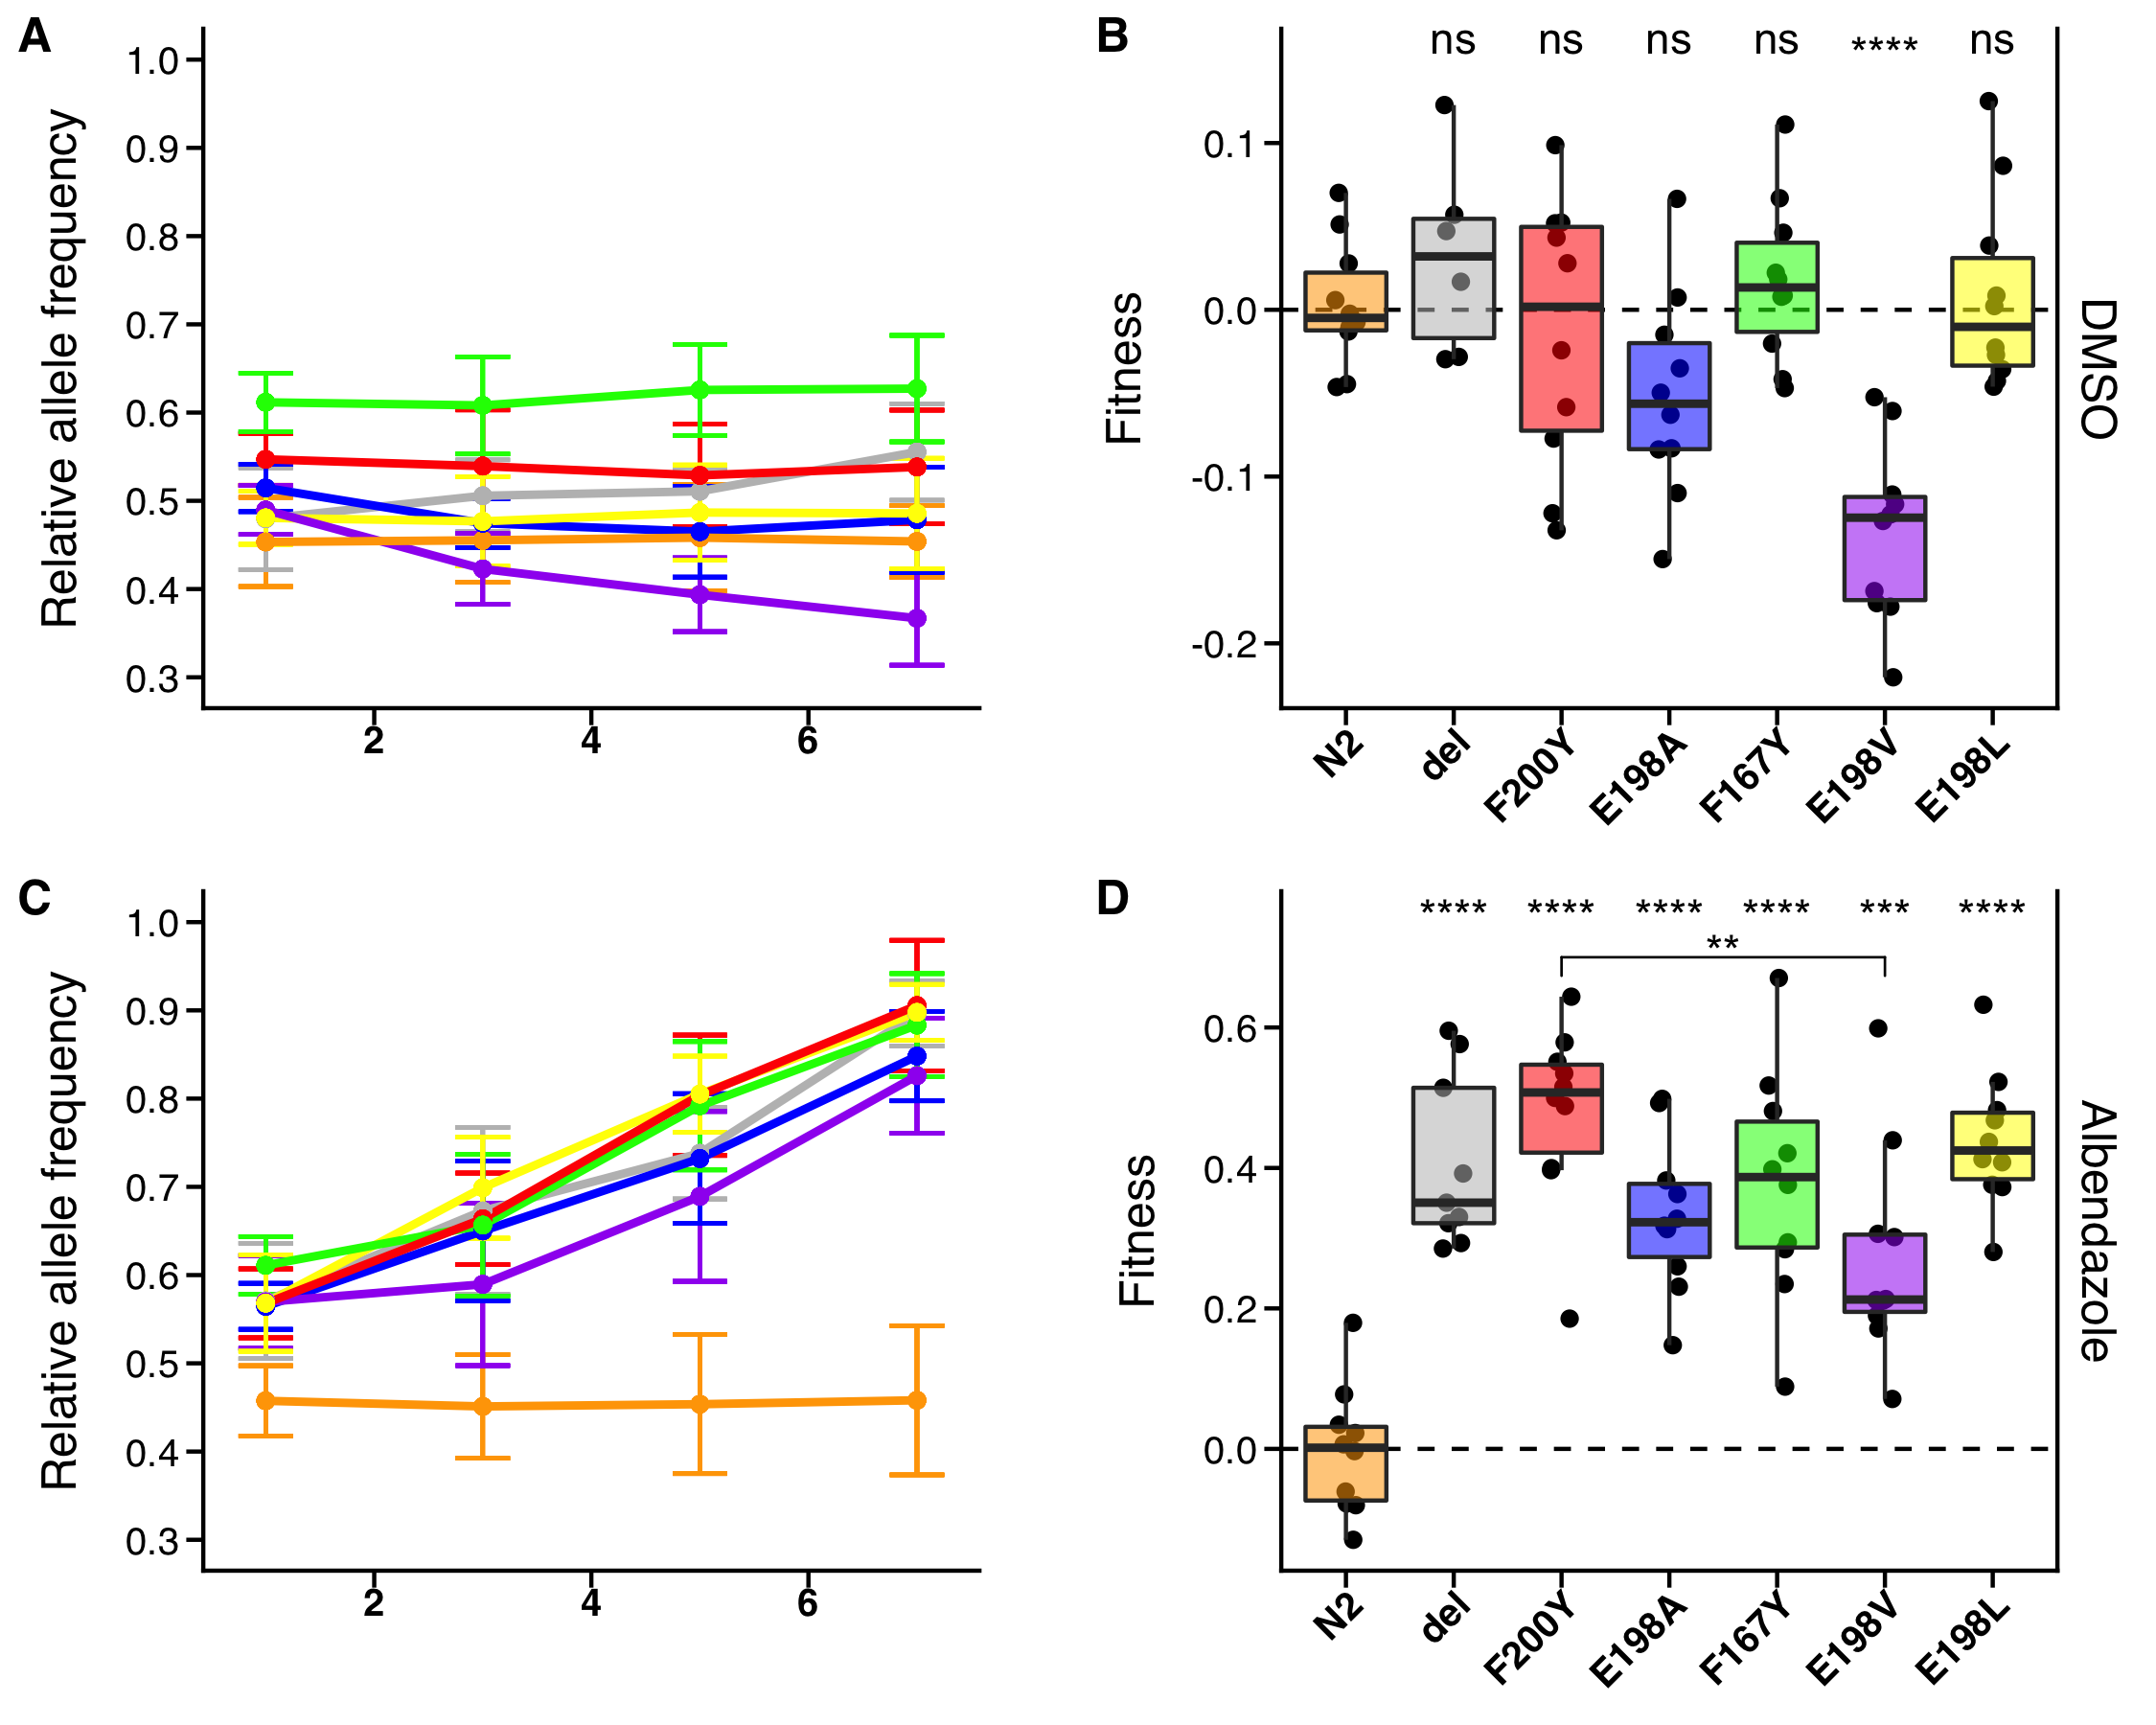 A
Relative allele frequency
1.0
0.9
0.8
0.7
0.6
0.5
0.4
0.3
2 4 6
B
ns ns ns ns **** ns
Fitness
0.1
0.0
-0.1
-0.2
N2 del F200Y E198A F167Y E198V E198L
DMSO
C
Relative allele frequency
1.0
0.9
0.8
0.7
0.6
0.5
0.4
0.3
2 4 6
D
**** **** **** **** *** ****
**
Fitness
0.6
0.4
0.2
0.0
N2 del F200Y E198A F167Y E198V E198L
Albendazole